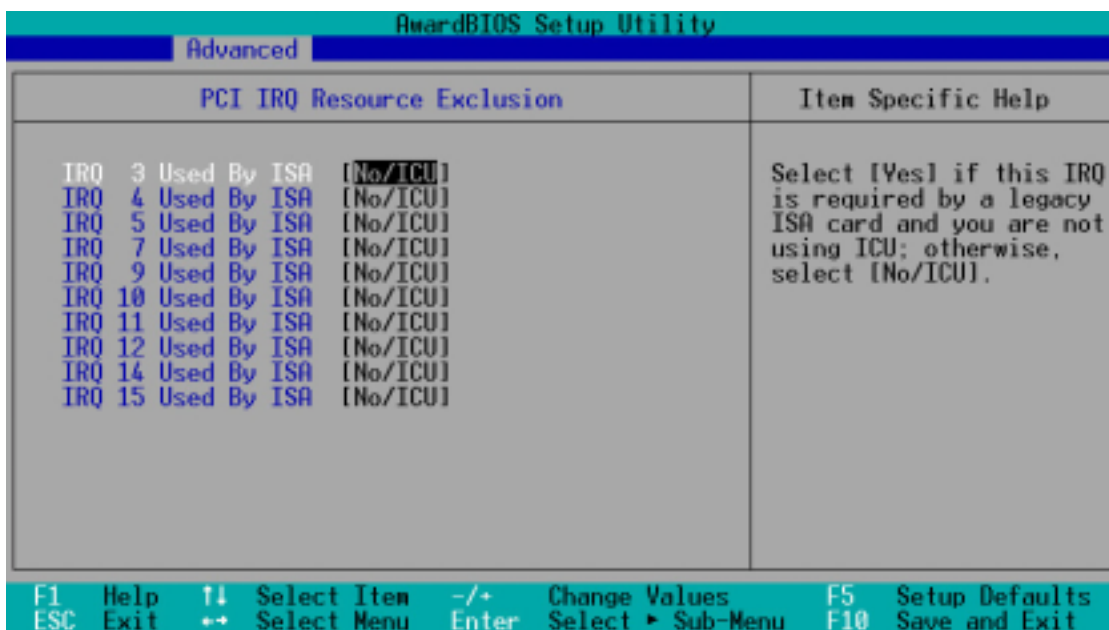 AwardBIOS Setup Utility
Advanced
PCI IRQ Resource Exclusion
IRQ 3 Used By ISA [No/ICU]
IRQ 4 Used By ISA [No/ICU]
IRQ 5 Used By ISA [No/ICU]
IRQ 7 Used By ISA [No/ICU]
IRQ 9 Used By ISA [No/ICU]
IRQ 10 Used By ISA [No/ICU]
IRQ 11 Used By ISA [No/ICU]
IRQ 12 Used By ISA [No/ICU]
IRQ 14 Used By ISA [No/ICU]
IRQ 15 Used By ISA [No/ICU]
Item Specific Help
Select [Yes] if this IRQ
is required by a legacy
ISA card and you are not
using ICU; otherwise,
select [No/ICU].
F1 Help ↑↓ Select Item -/+ Change Values F5 Setup Defaults
ESC Exit ←→ Select Menu Enter Select ► Sub-Menu F10 Save and Exit